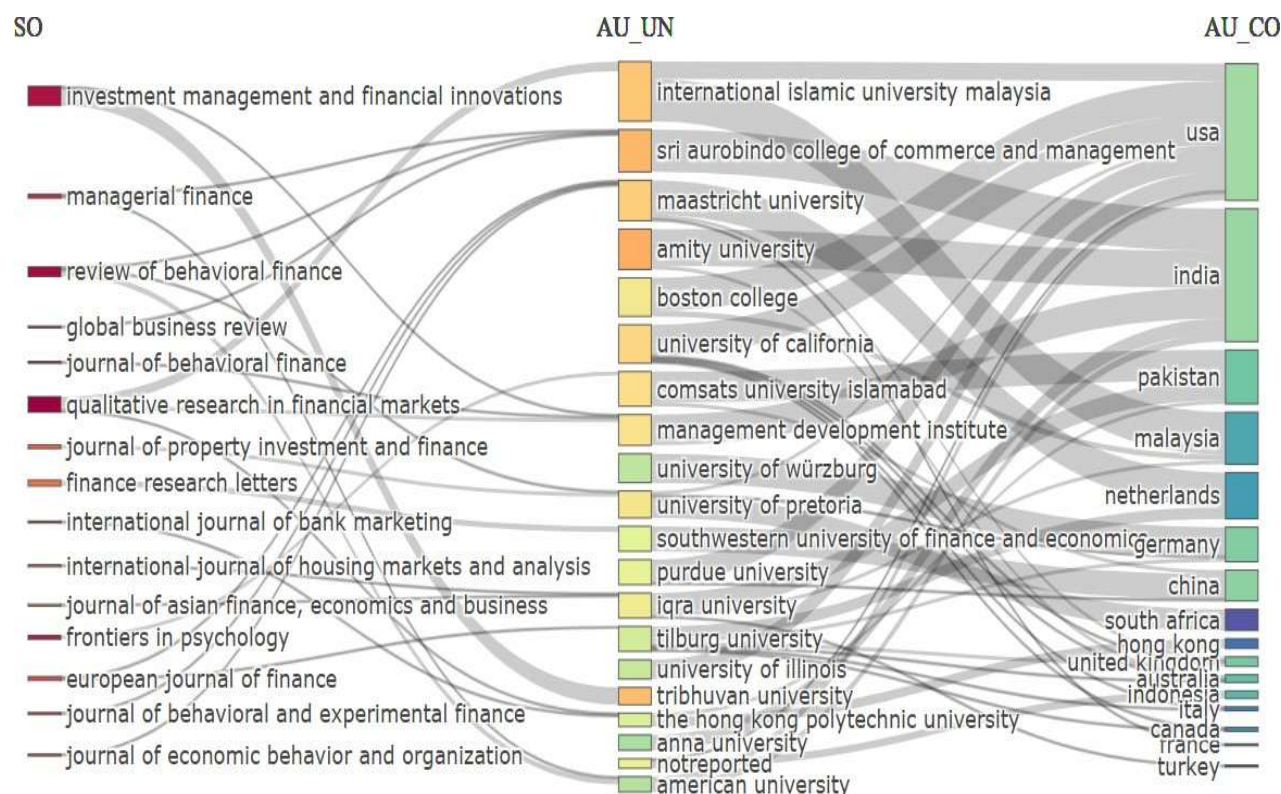 SO
AU_UN
AU_CO
investment management and financial innovations
managerial finance
review of behavioral finance
global business review
journal of behavioral finance
qualitative research in financial markets
journal of property investment and finance
finance research letters
international journal of bank marketing
international journal of housing markets and analysis
journal of asian finance, economics and business
frontiers in psychology
european journal of finance
journal of behavioral and experimental finance
journal of economic behavior and organization
international islamic university malaysia
sri aurobindo college of commerce and management
maastricht university
amity university
boston college
university of california
comsats university islamabad
management development institute
university of würzburg
university of pretoria
southwestern university of finance and economics
purdue university
iqra university
tilburg university
university of illinois
tribhuvan university
the hong kong polytechnic university
anna university
notreported
american university
usa
india
pakistan
malaysia
netherlands
germany
china
south africa
hong kong
united kingdom
australia
indonesia
italy
canada
france
turkey